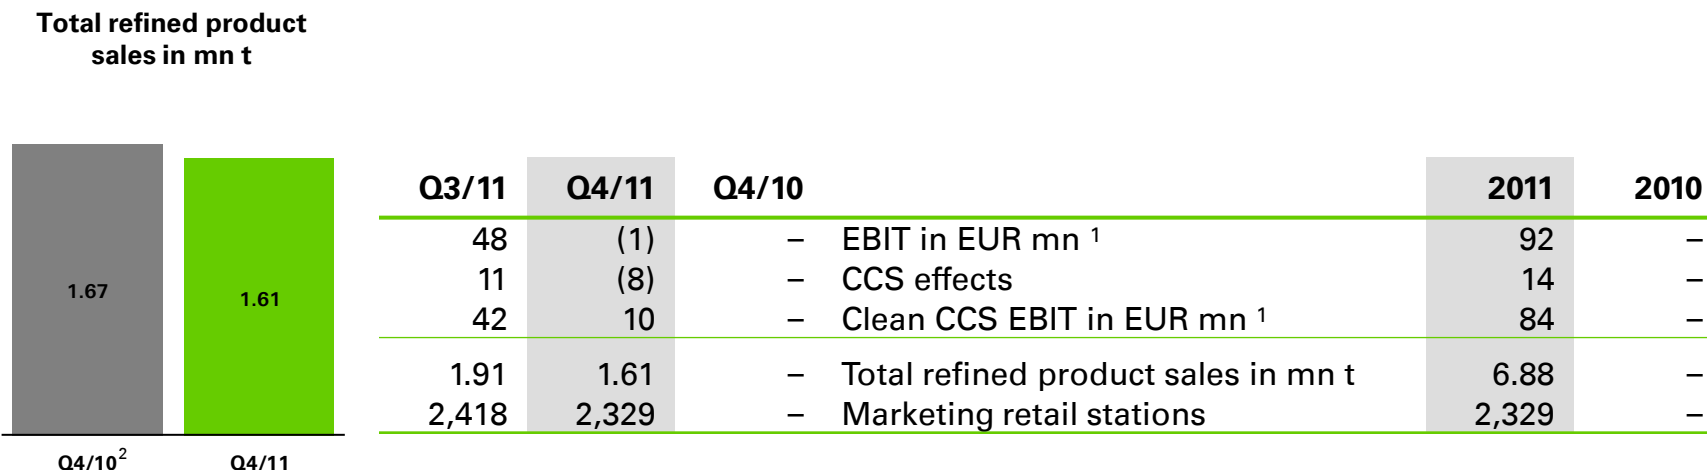 Total refined product
sales in mn t
1.67
1.61
Q4/10²
Q4/11
Q3/11 Q4/11 Q4/10 2011 2010
48 (1) – EBIT in EUR mn ¹ 92 –
11 (8) – CCS effects 14 –
42 10 – Clean CCS EBIT in EUR mn ¹ 84 –
1.91 1.61 – Total refined product sales in mn t 6.88 –
2,418 2,329 – Marketing retail stations 2,329 –